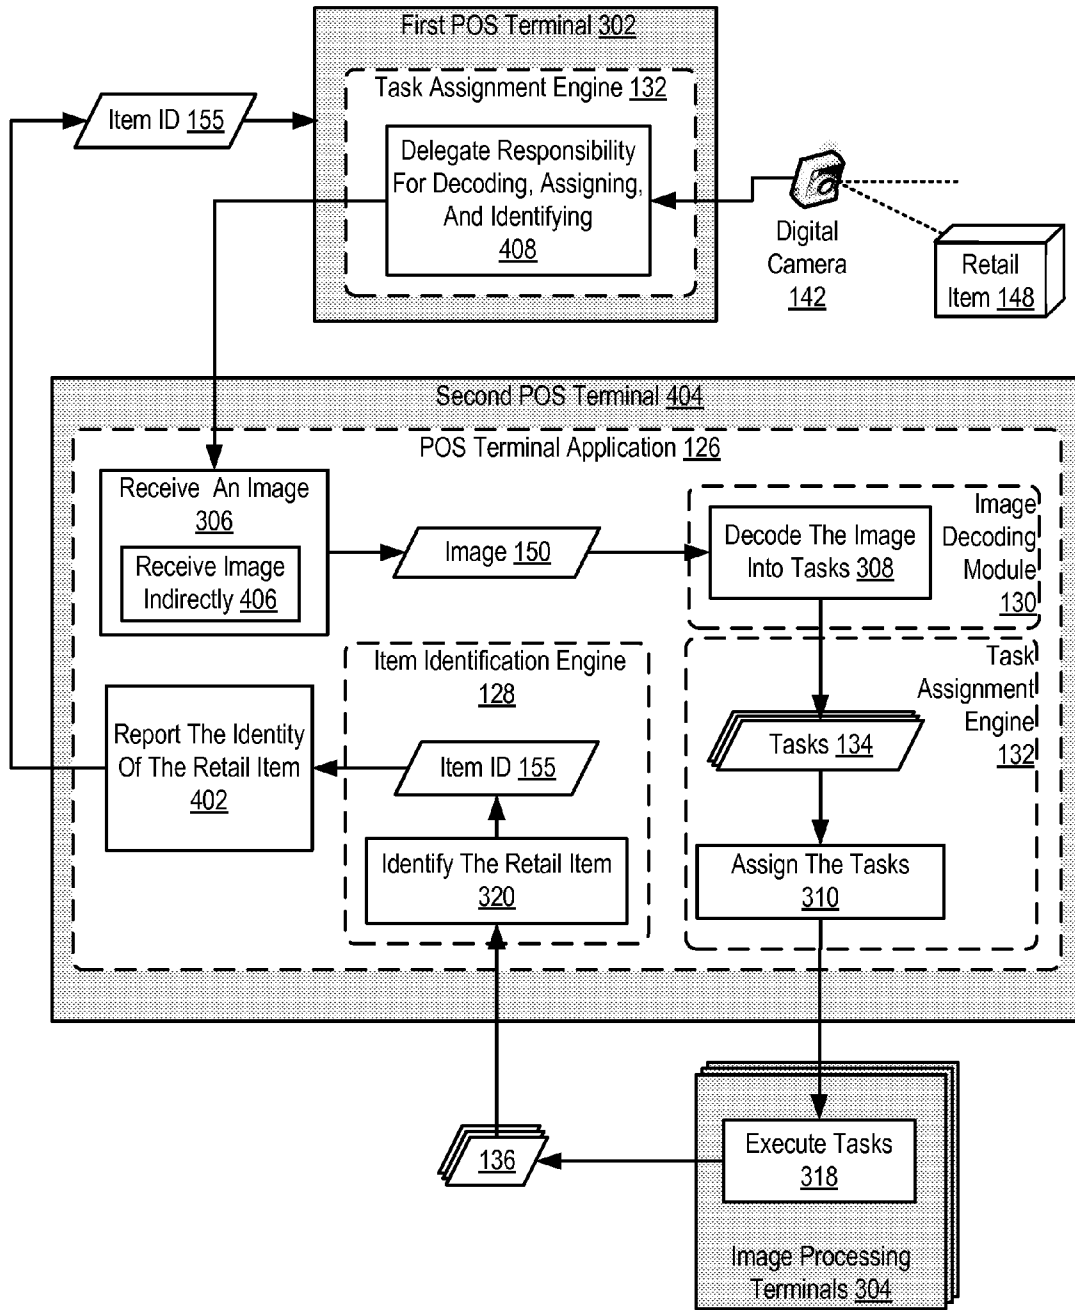 First POS Terminal 302
Task Assignment Engine 132
Item ID 155
Delegate Responsibility
For Decoding, Assigning,
And Identifying
408
Digital
Camera
142
Retail
Item 148
Second POS Terminal 404
POS Terminal Application 126
Receive An Image
306
Receive Image
Indirectly 406
Image 150
Decode The Image
Into Tasks 308
Image
Decoding
Module
130
Item Identification Engine
128
Task
Assignment
Engine
132
Report The Identity
Of The Retail Item
402
Item ID 155
Tasks 134
Identify The Retail Item
320
Assign The Tasks
310
136
Execute Tasks
318
Image Processing
Terminals 304